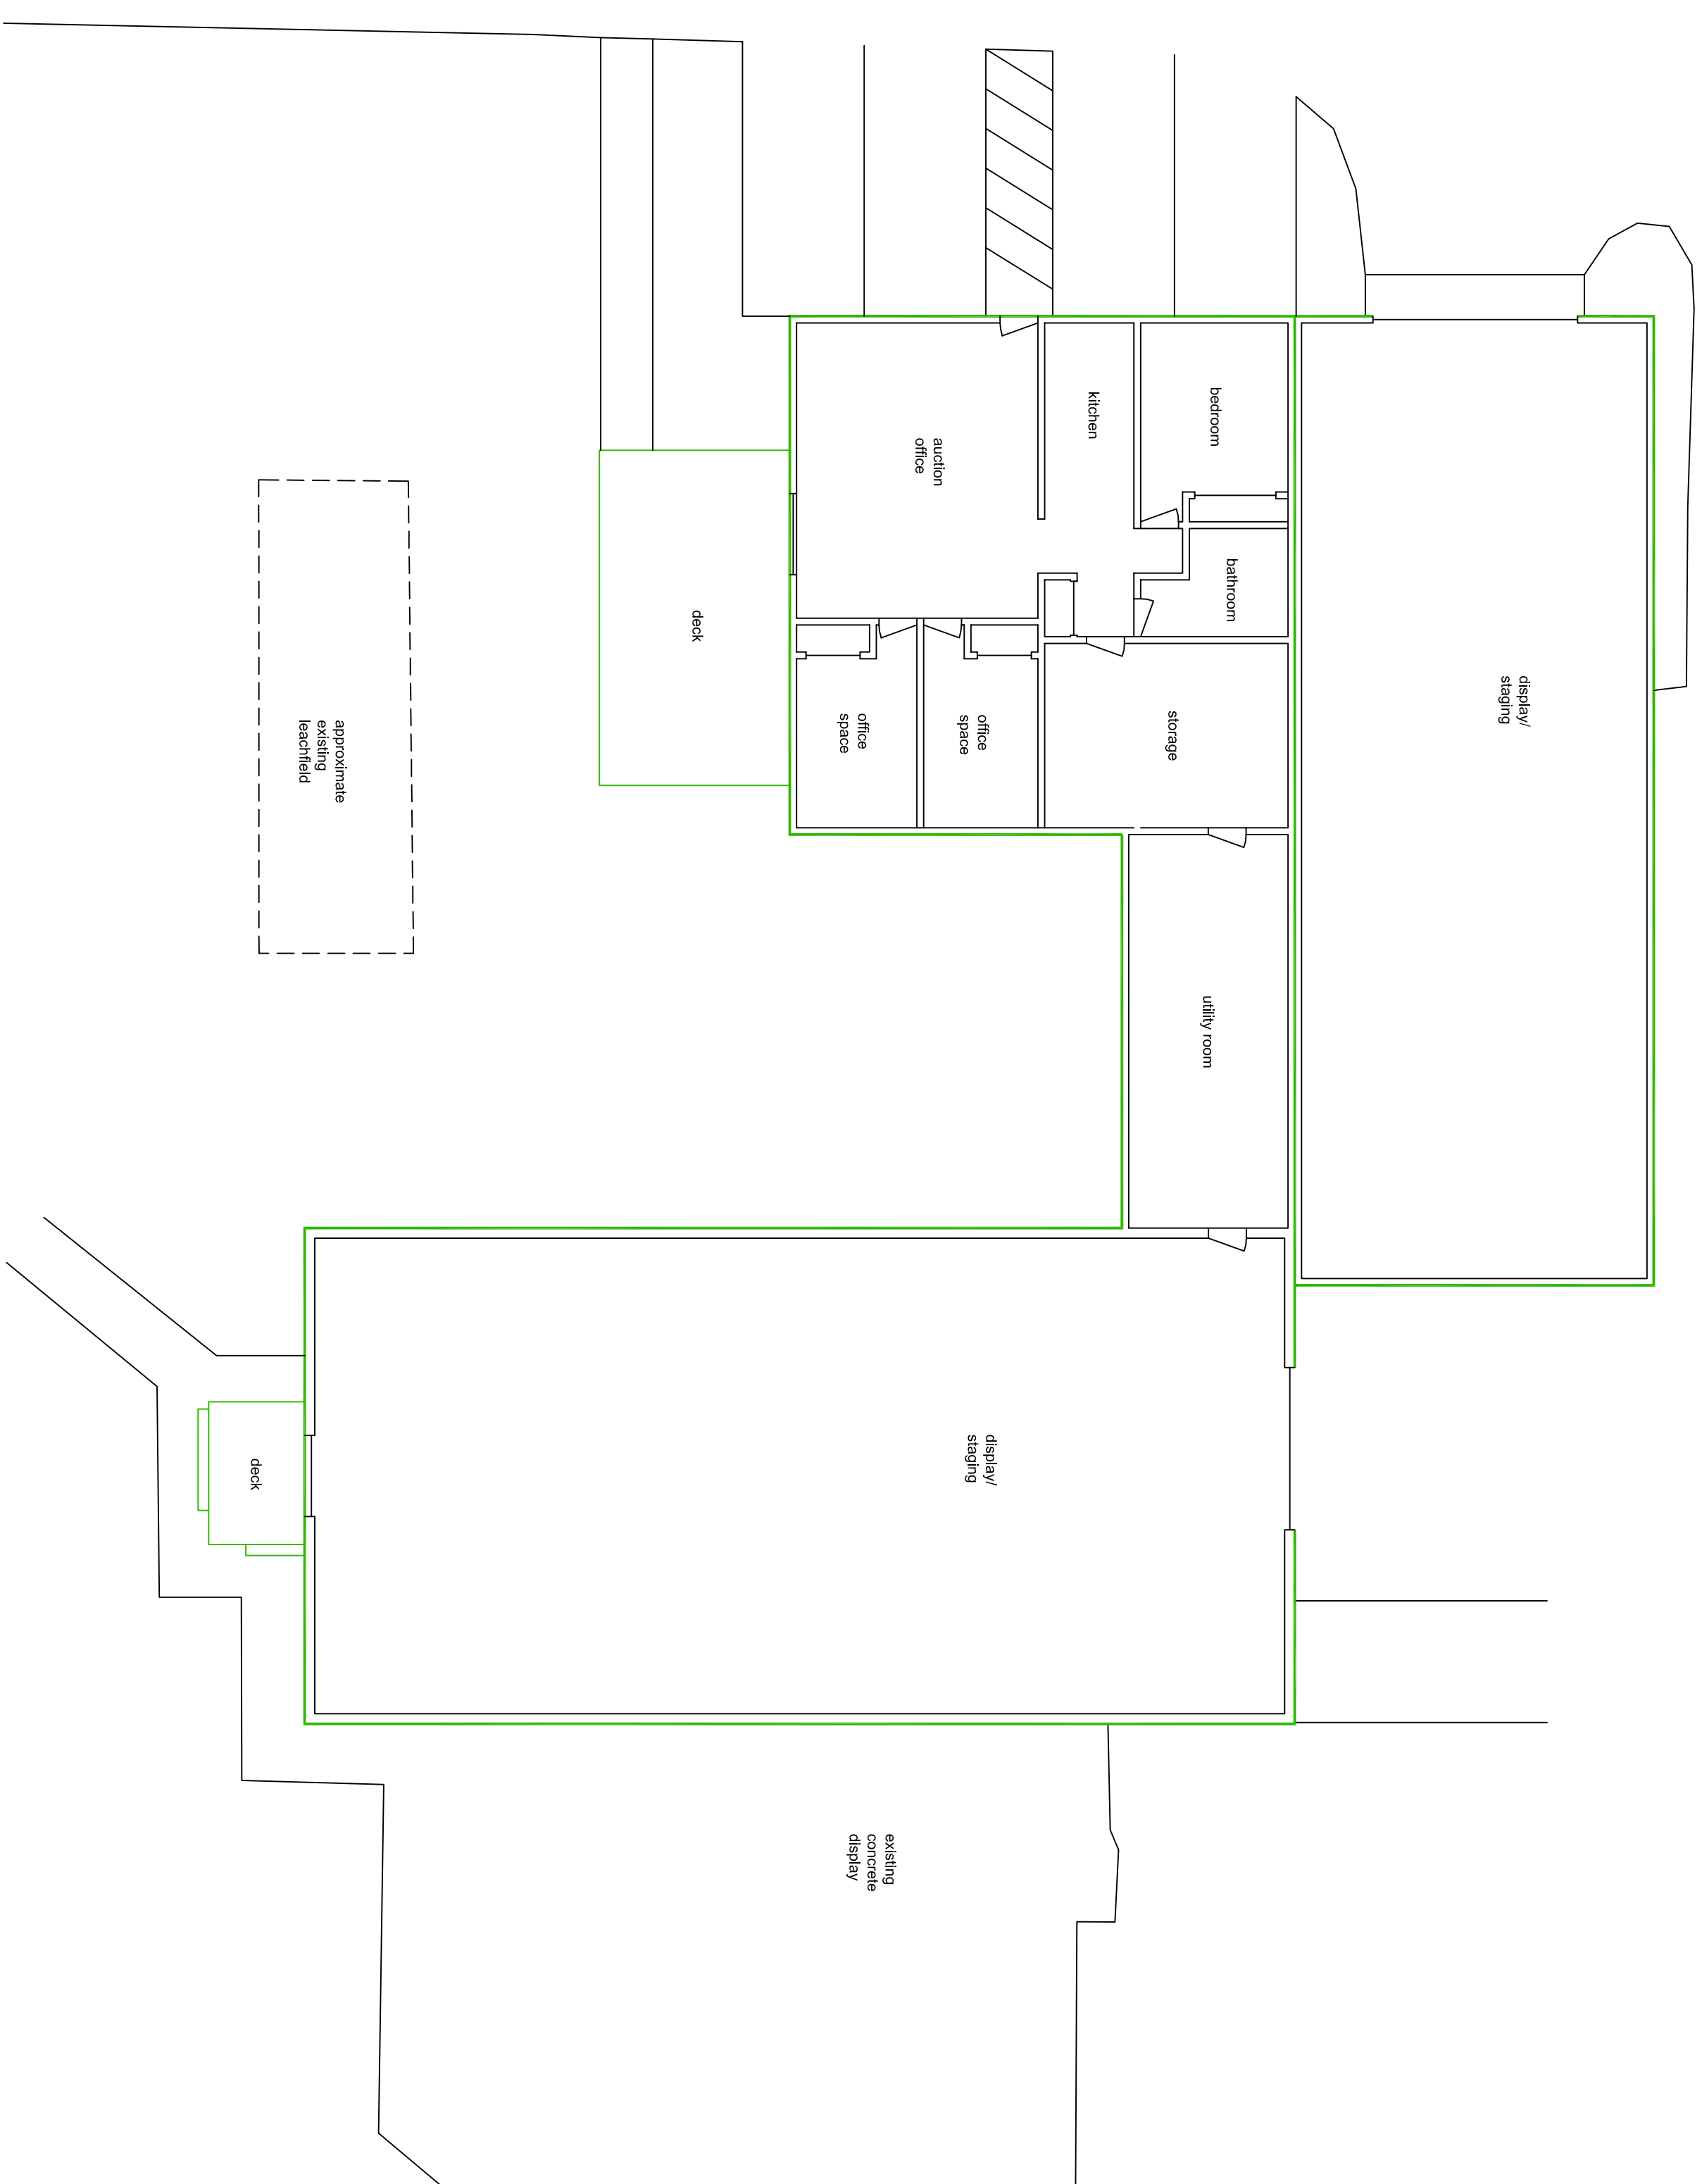 display/
staging
bedroom
bathroom
kitchen
storage
utility room
auction
office
office
space
office
space
deck
approximate
existing
leachfield
display/
staging
deck
existing
concrete
display